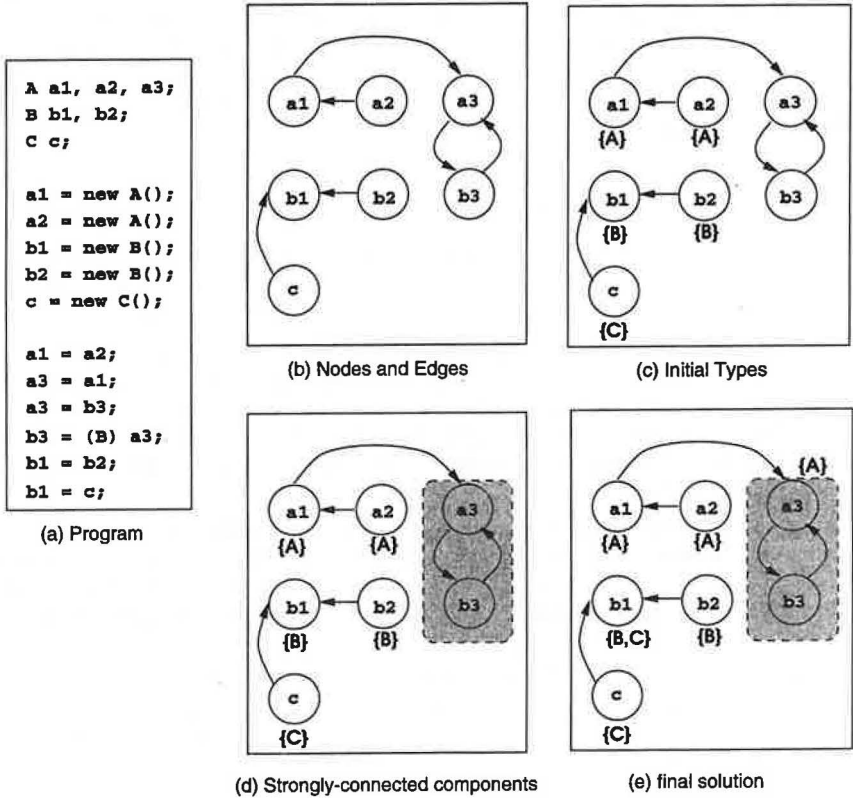 A a1, a2, a3;
B b1, b2;
C c;
a1 = new A();
a2 = new A();
b1 = new B();
b2 = new B();
c = new C();
a1 = a2;
a3 = a1;
a3 = b3;
b3 = (B) a3;
b1 = b2;
b1 = c;
(a) Program
a1 a2 a3
b1 b2 b3
c
(b) Nodes and Edges
a1 a2 a3
{A} {A}
b1 b2 b3
{B} {B}
c
{C}
(c) Initial Types
a1 a2 a3
{A} {A}
b1 b2 b3
{B} {B}
c
{C}
(d) Strongly-connected components
{A}
a1 a2 a3
{A} {A}
b1 b2 b3
{B,C} {B}
c
{C}
(e) final solution